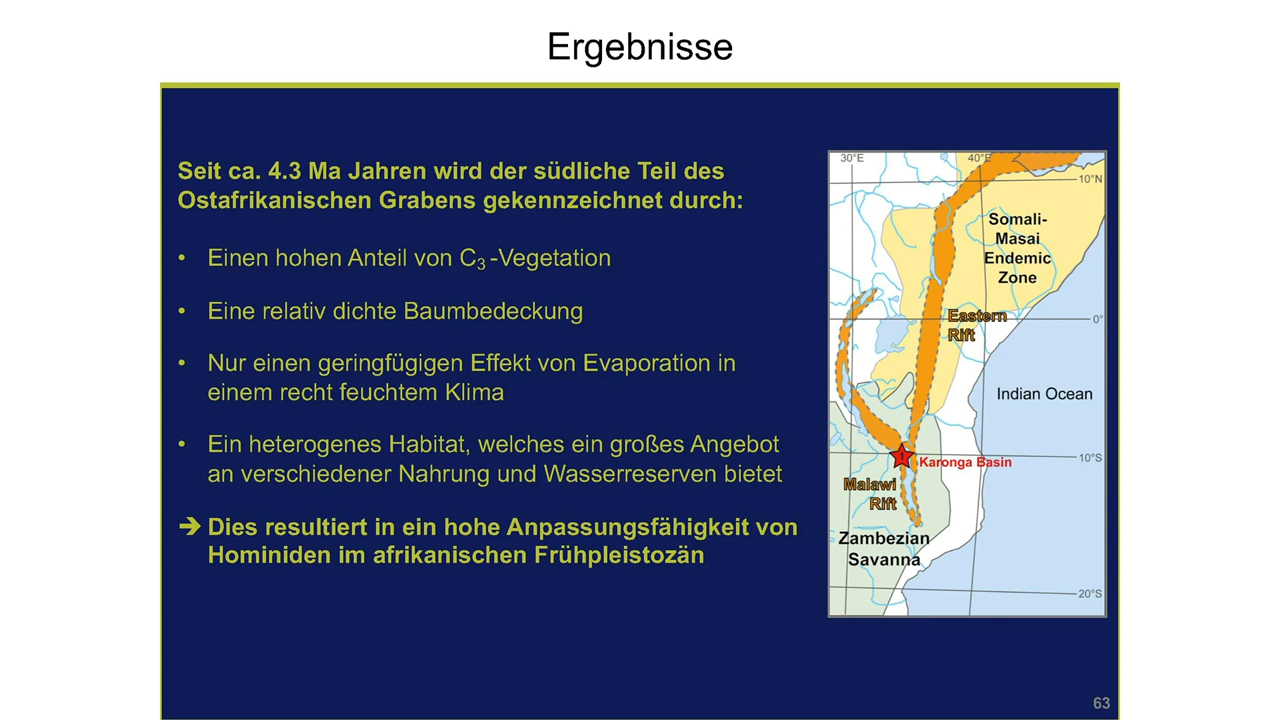 Ergebnisse
Seit ca. 4.3 Ma Jahren wird der südliche Teil des
Ostafrikanischen Grabens gekennzeichnet durch:
• Einen hohen Anteil von C₃ -Vegetation
• Eine relativ dichte Baumbedeckung
• Nur einen geringfügigen Effekt von Evaporation in
einem recht feuchtem Klima
• Ein heterogenes Habitat, welches ein großes Angebot
an verschiedener Nahrung und Wasserreserven bietet
➔ Dies resultiert in ein hohe Anpassungsfähigkeit von
Hominiden im afrikanischen Frühpleistozän
30°E
40°E
10°N
Somali-
Masai
Endemic
Zone
Eastern
Rift
0°
Indian Ocean
1
Karonga Basin
10°S
Malawi
Rift
Zambezian
Savanna
20°S
63